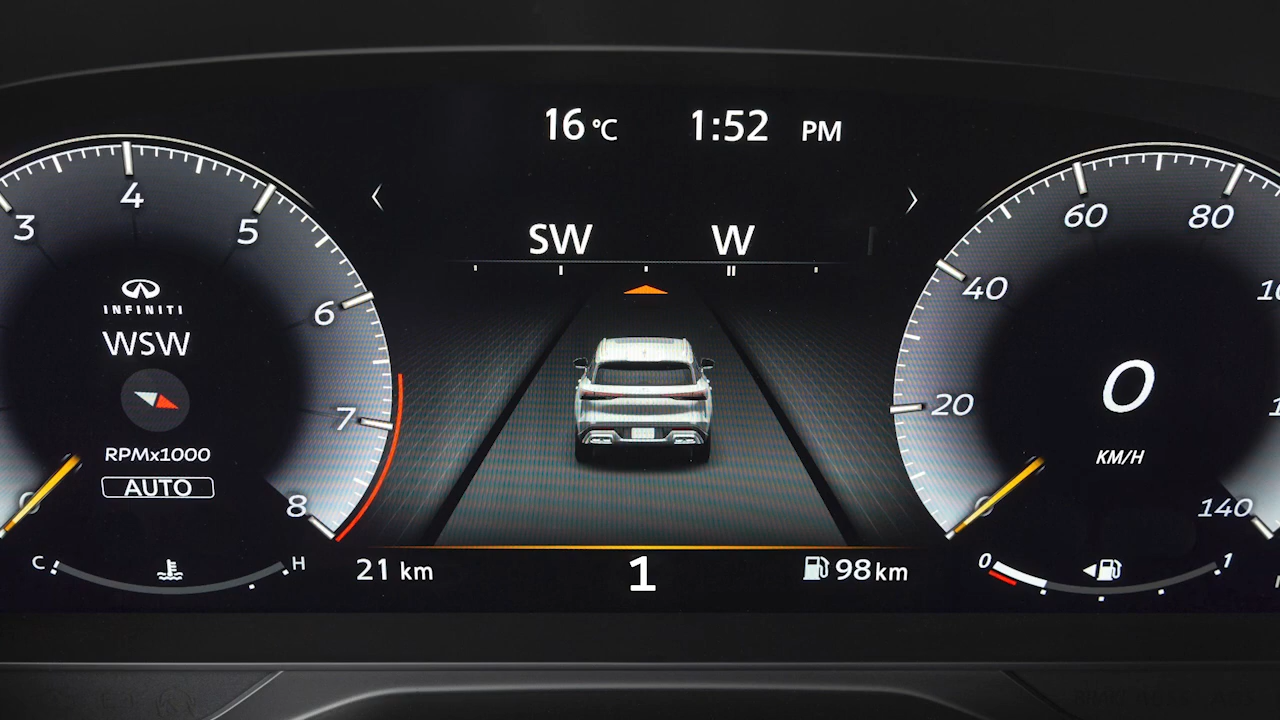 16 °C 1:52 PM
SW W
3 4 5 6 7 8
INFINITI
WSW
RPMx1000
AUTO
0 20 40 60 80 140
0
KM/H
C H
21 km
1
98 km
0 1